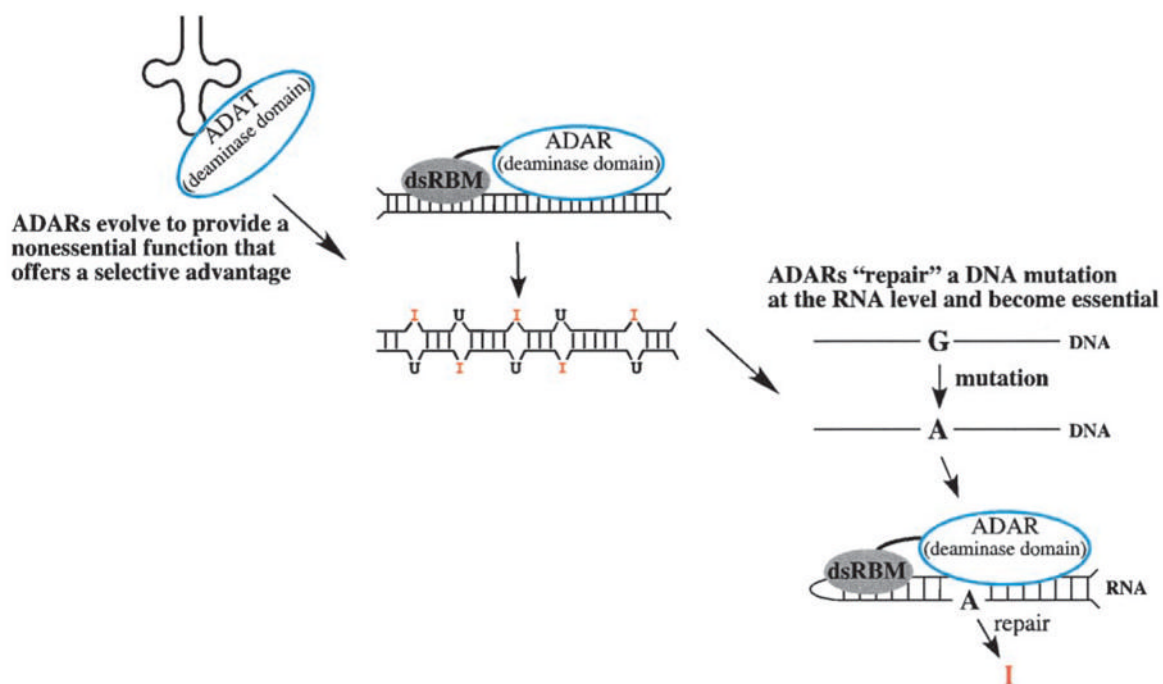 ADAT
(deaminase domain)
ADARs evolve to provide a
nonessential function that
offers a selective advantage
ADAR
(deaminase domain)
dsRBM
I U I U I
U I U I U
ADARs “repair” a DNA mutation
at the RNA level and become essential
G DNA
mutation
A DNA
ADAR
(deaminase domain)
dsRBM
RNA
A
repair
I